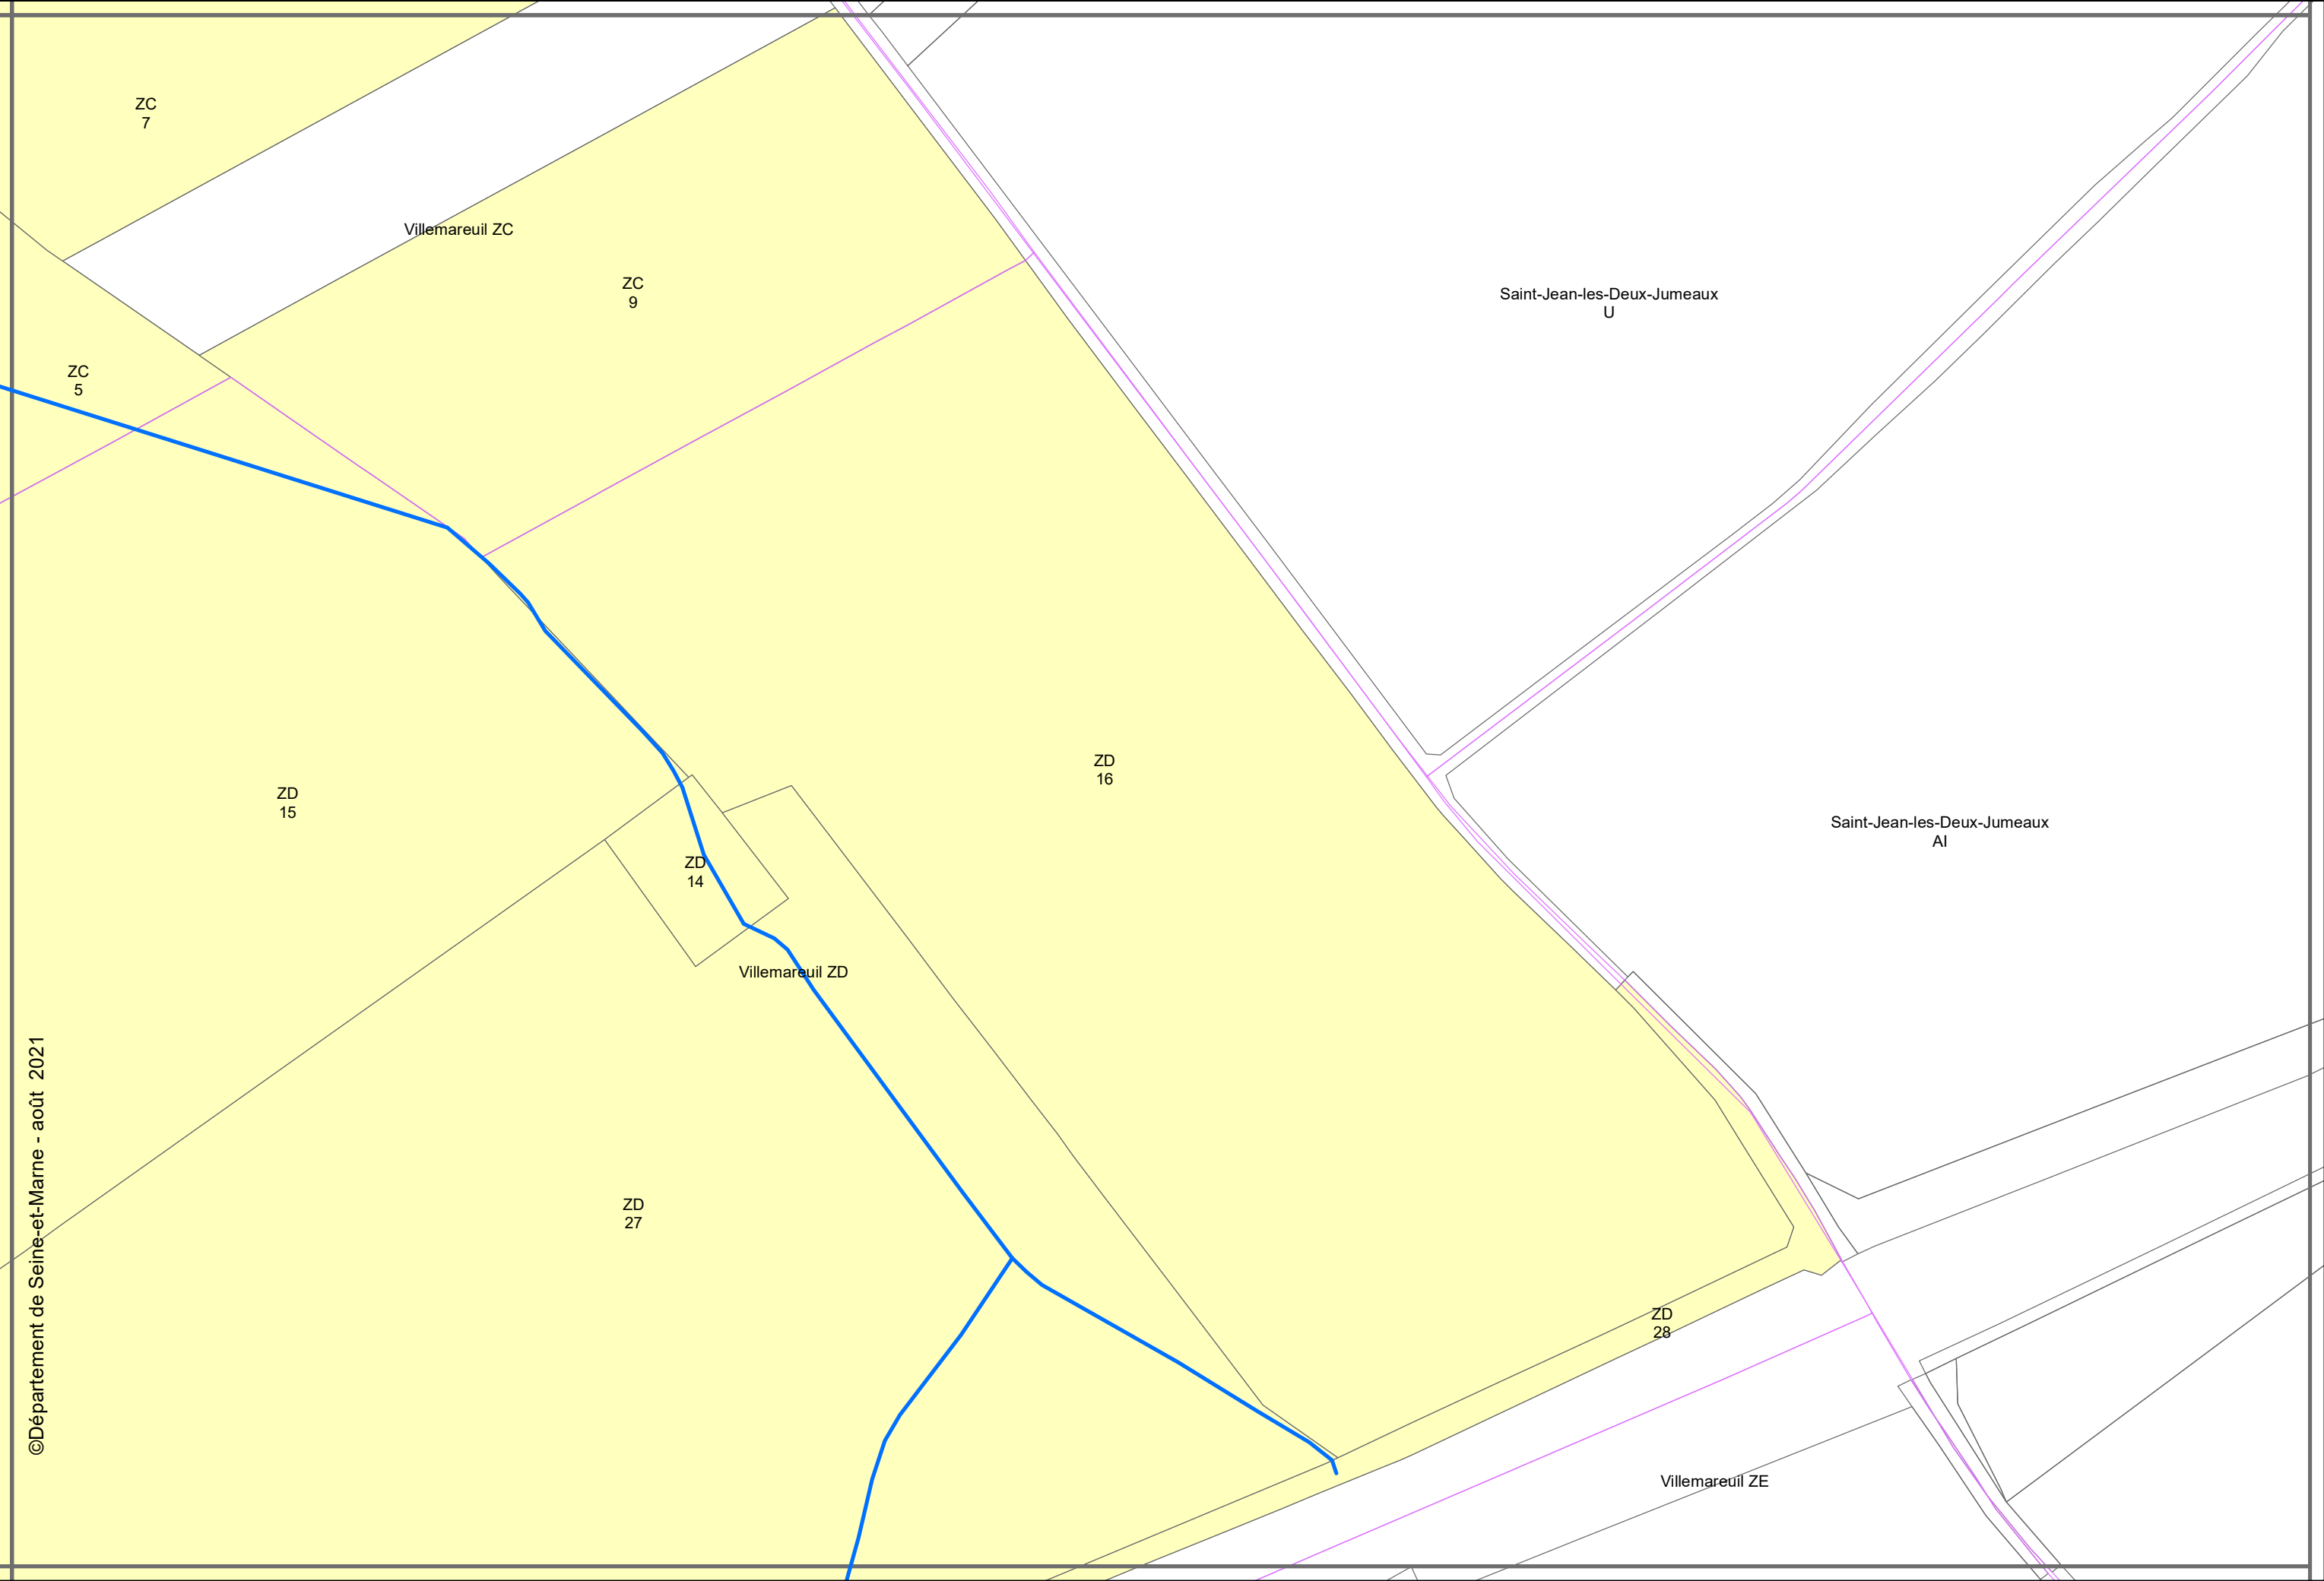 ZC
7
Villemareuil ZC
ZC
9
Saint-Jean-les-Deux-Jumeaux
U
ZC
5
ZD
16
ZD
15
Saint-Jean-les-Deux-Jumeaux
AI
ZD
14
Villemareuil ZD
©Département de Seine-et-Marne - août 2021
ZD
27
ZD
28
Villemareuil ZE